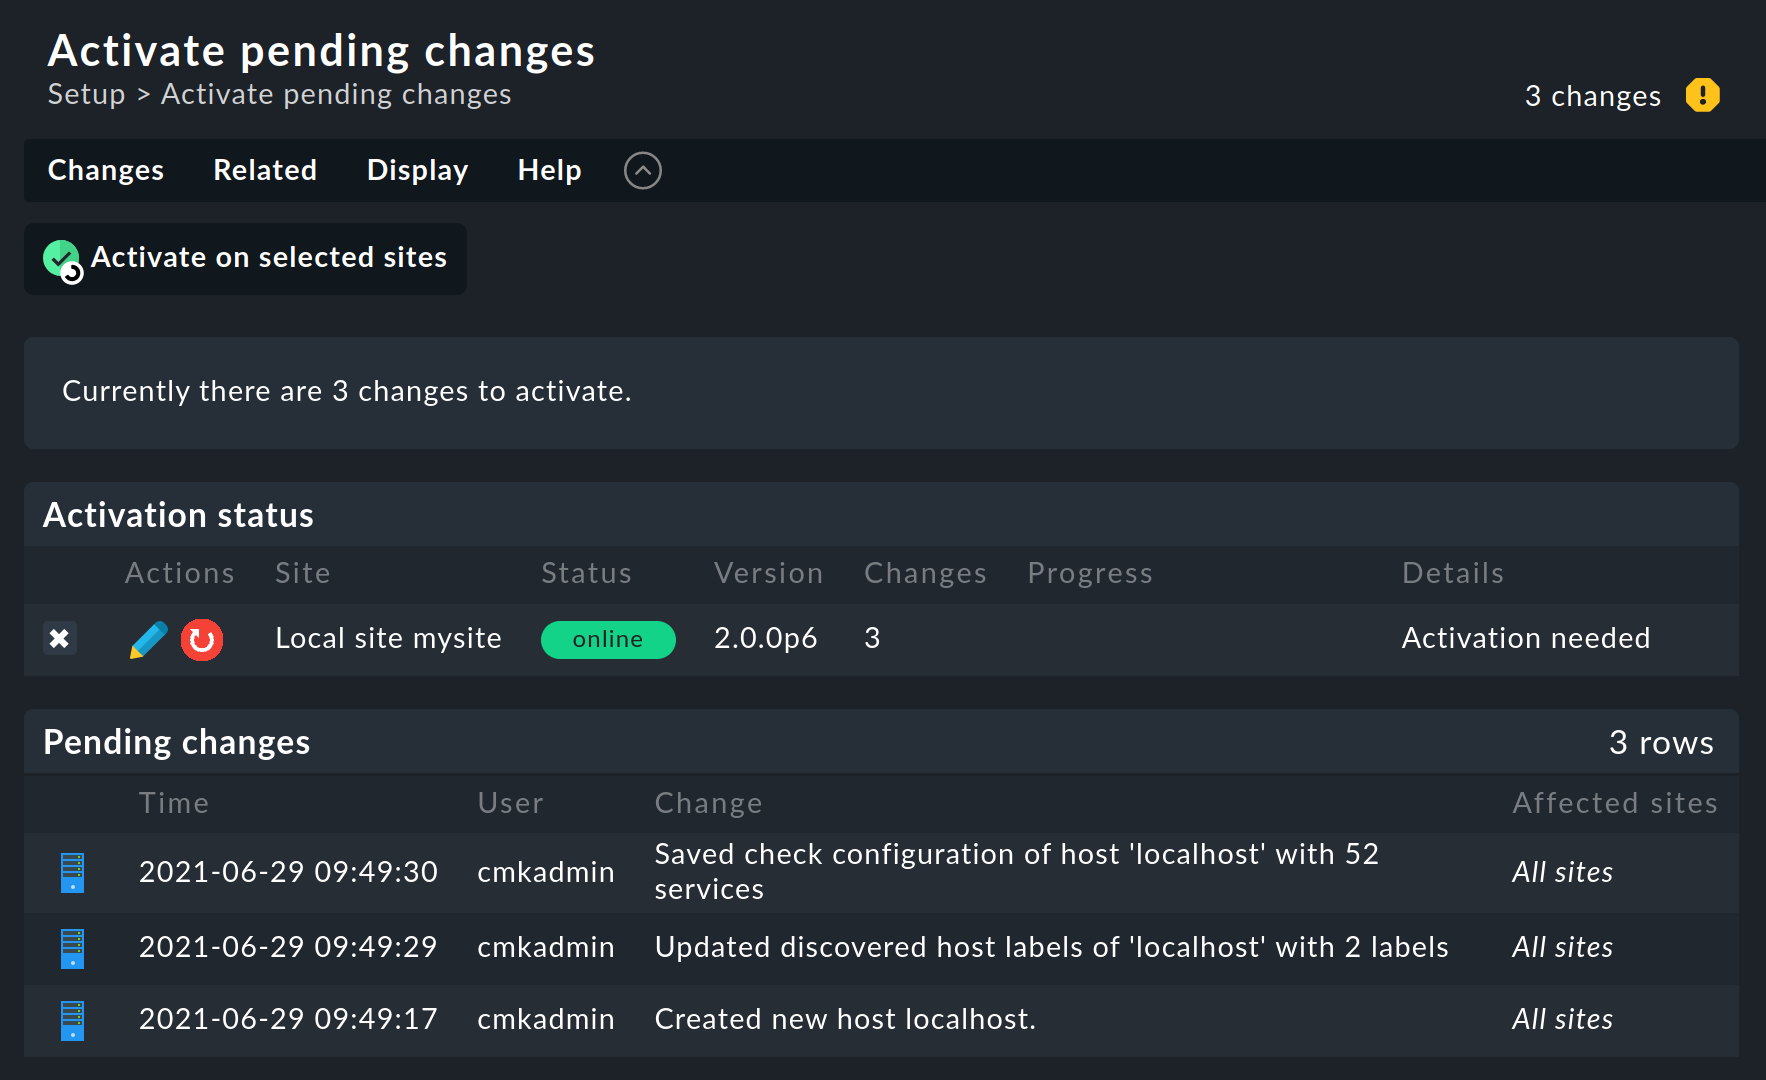 Activate pending changes
Setup > Activate pending changes
3 changes
Changes Related Display Help
Activate on selected sites
Currently there are 3 changes to activate.
Activation status
Actions Site Status Version Changes Progress Details
Local site mysite online 2.0.0p6 3 Activation needed
Pending changes 3 rows
Time User Change Affected sites
2021-06-29 09:49:30 cmkadmin Saved check configuration of host 'localhost' with 52
services All sites
2021-06-29 09:49:29 cmkadmin Updated discovered host labels of 'localhost' with 2 labels All sites
2021-06-29 09:49:17 cmkadmin Created new host localhost. All sites